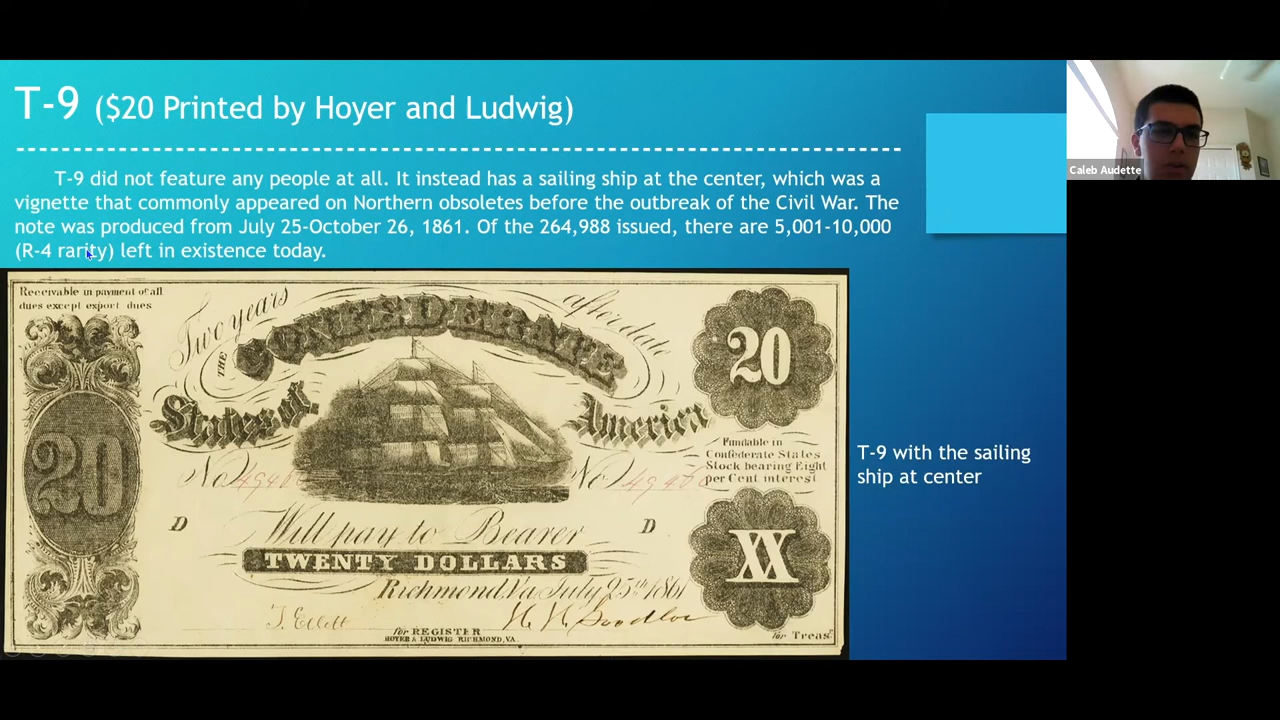 T-9 ($20 Printed by Hoyer and Ludwig)
T-9 did not feature any people at all. It instead has a sailing ship at the center, which was a
vignette that commonly appeared on Northern obsoletes before the outbreak of the Civil War. The
note was produced from July 25-October 26, 1861. Of the 264,988 issued, there are 5,001-10,000
(R-4 rarity) left in existence today.
Caleb Audette
Receivable in payment of all
dues except export dues
Two years after date
THE CONFEDERATE
States of America
20
20
Fundable in
Confederate States
Stock bearing Eight
per Cent interest
No No
D D
Will pay to Bearer
TWENTY DOLLARS
XX
Richmond, Va July 25th 1861
for REGISTER
HOYER & LUDWIG RICHMOND, VA.
for Treasr
T-9 with the sailing
ship at center